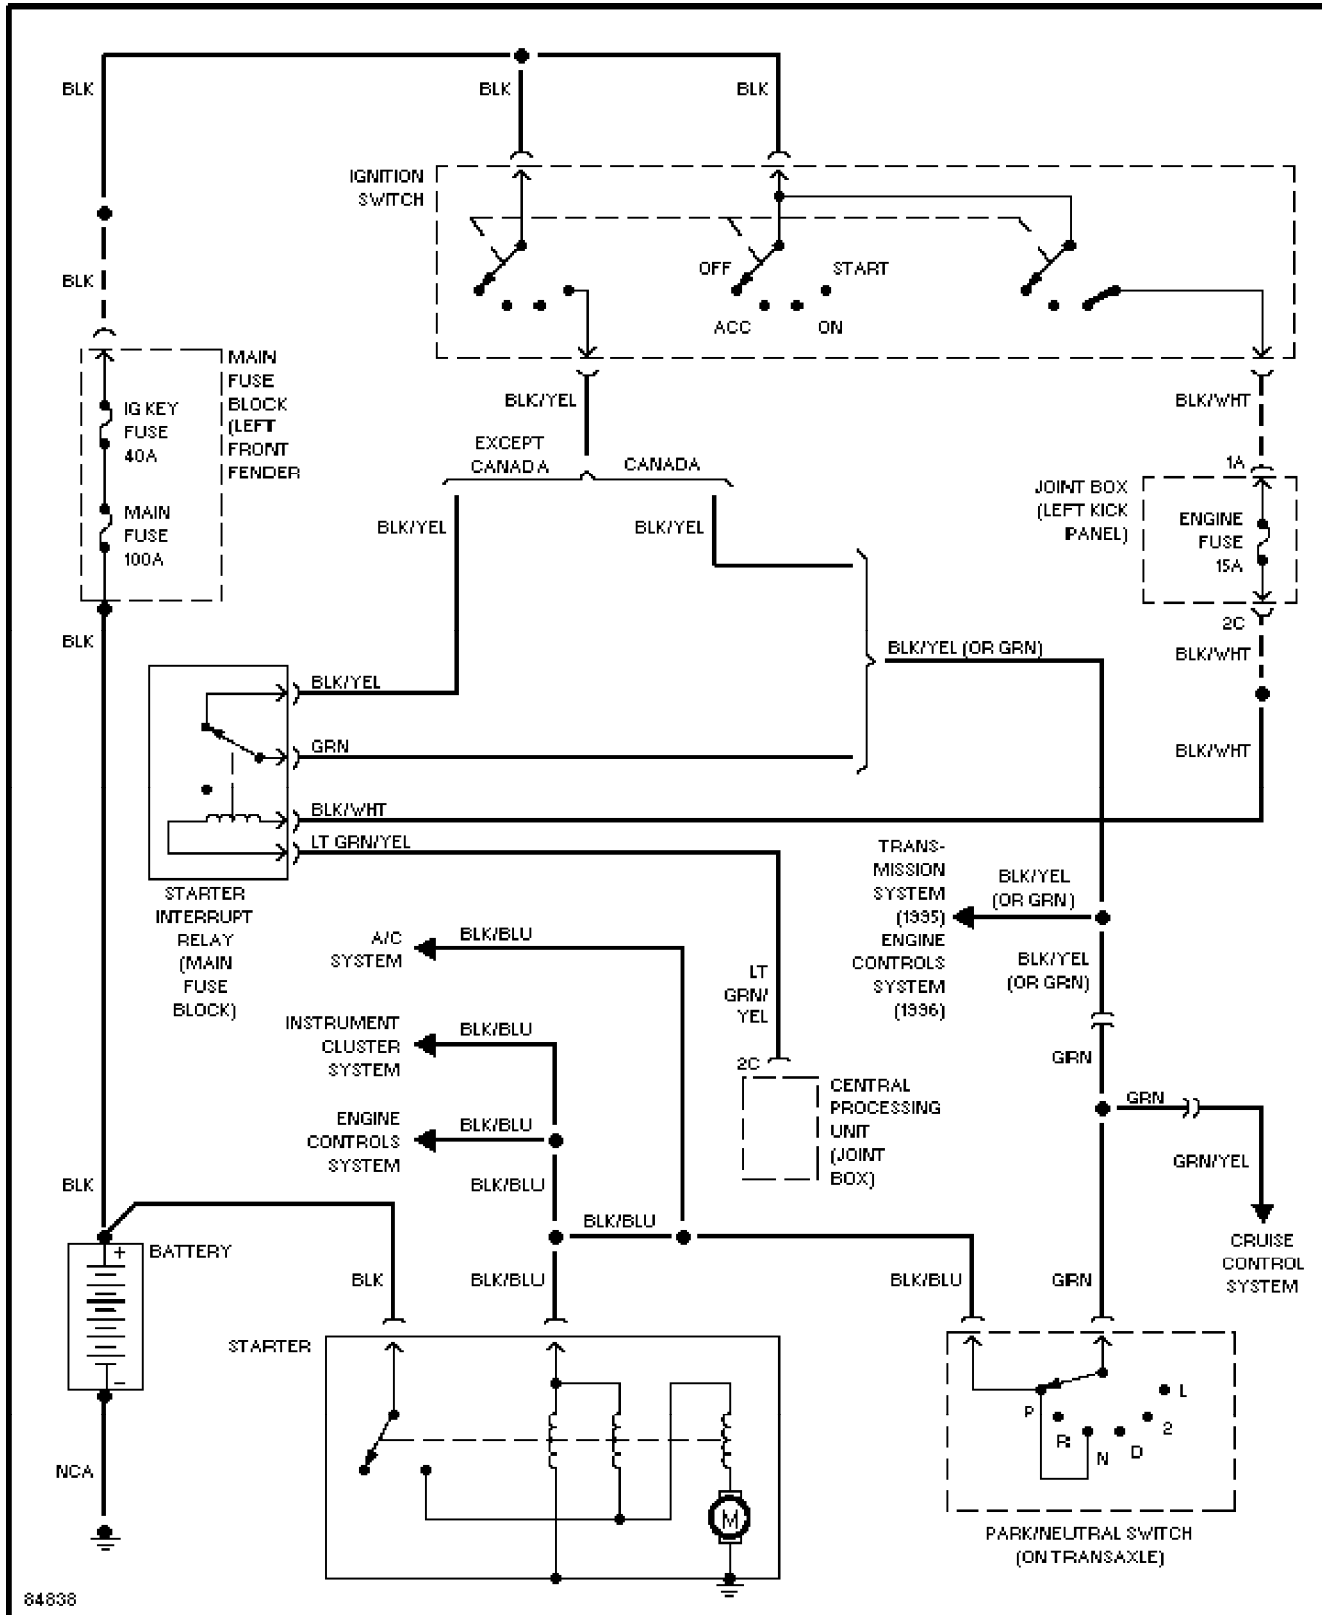 BLK
BLK
BLK
IGNITION
SWITCH
OFF
START
ACC
ON
BLK
MAIN
FUSE
BLOCK
(LEFT
FRONT
FENDER
IG KEY
FUSE
40A
MAIN
FUSE
100A
BLK/YEL
BLK/WHT
EXCEPT
CANADA
CANADA
1A
JOINT BOX
(LEFT KICK
PANEL)
ENGINE
FUSE
15A
2C
BLK/YEL
BLK/YEL
BLK
BLK/YEL (OR GRN)
BLK/WHT
BLK/YEL
GRN
BLK/WHT
BLK/WHT
LT GRN/YEL
STARTER
INTERRUPT
RELAY
(MAIN
FUSE
BLOCK)
TRANS-
MISSION
SYSTEM
(1995)
ENGINE
CONTROLS
SYSTEM
(1996)
BLK/YEL
(OR GRN)
BLK/YEL
(OR GRN)
A/C
SYSTEM
BLK/BLU
LT
GRN/
YEL
INSTRUMENT
CLUSTER
SYSTEM
BLK/BLU
2C
CENTRAL
PROCESSING
UNIT
(JOINT
BOX)
GRN
GRN
ENGINE
CONTROLS
SYSTEM
BLK/BLU
GRN/YEL
BLK
BLK/BLU
BLK/BLU
CRUISE
CONTROL
SYSTEM
+
BATTERY
-
BLK
BLK/BLU
BLK/BLU
GRN
STARTER
P
R
N
D
2
L
NCA
M
PARK/NEUTRAL SWITCH
(ON TRANSAXLE)
84838